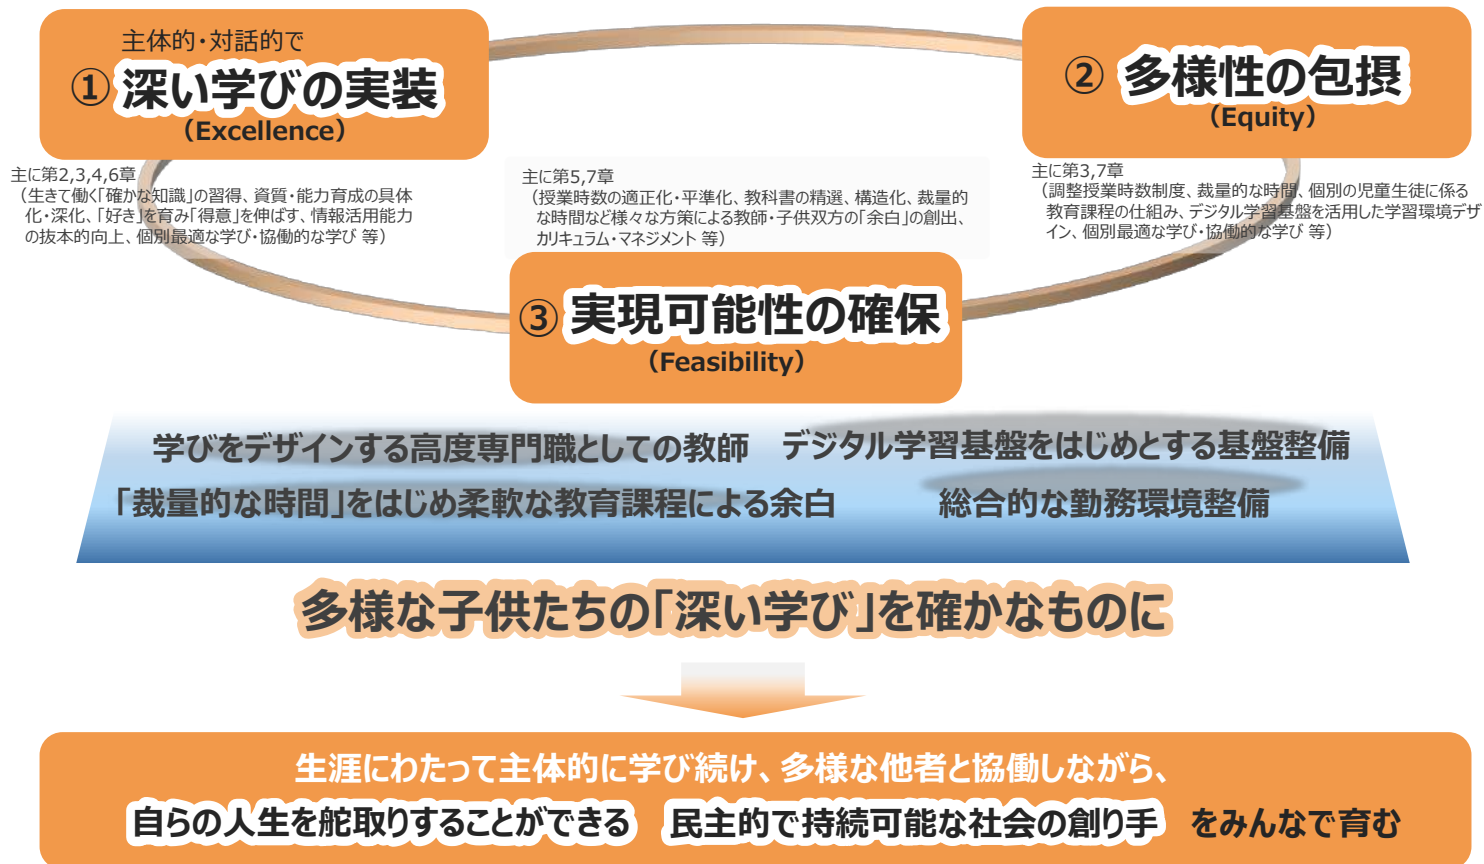 主体的・対話的で
① 深い学びの実装
（Excellence）
② 多様性の包摂
（Equity）
主に第2,3,4,6章
（生きて働く「確かな知識」の習得、資質・能力育成の具体
化・深化、「好き」を育み「得意」を伸ばす、情報活用能力
の抜本的向上、個別最適な学び・協働的な学び 等）
主に第5,7章
（授業時数の適正化・平準化、教科書の精選、構造化、裁量的
な時間など様々な方策による教師・子供双方の「余白」の創出、
カリキュラム・マネジメント 等）
主に第3,7章
（調整授業時数制度、裁量的な時間、個別の児童生徒に係る
教育課程の仕組み、デジタル学習基盤を活用した学習環境デザ
イン、個別最適な学び・協働的な学び 等）
③ 実現可能性の確保
（Feasibility）
学びをデザインする高度専門職としての教師
デジタル学習基盤をはじめとする基盤整備
「裁量的な時間」をはじめ柔軟な教育課程による余白
総合的な勤務環境整備
多様な子供たちの「深い学び」を確かなものに
生涯にわたって主体的に学び続け、多様な他者と協働しながら、
自らの人生を舵取りすることができる 民主的で持続可能な社会の創り手 をみんなで育む